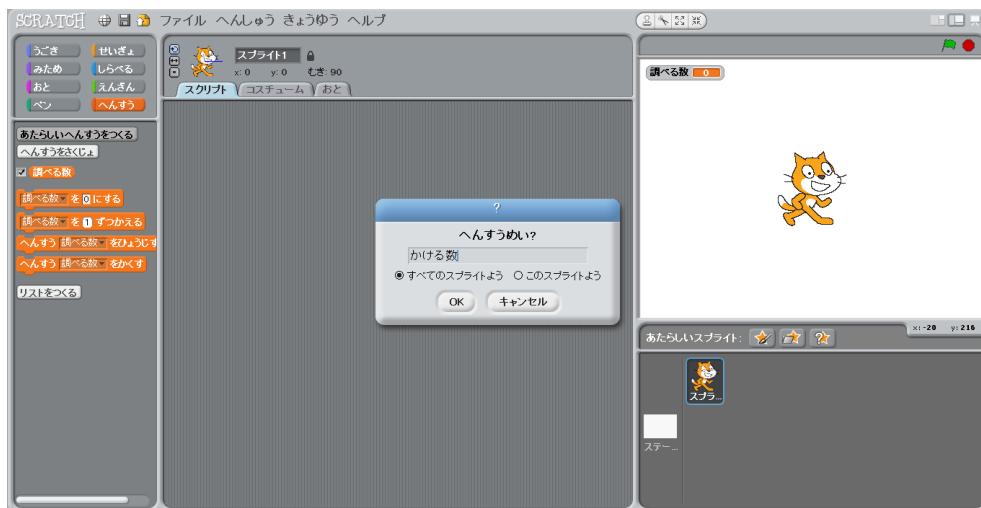 SCRATCH ファイル へんしゅう きょうゆう ヘルプ
うごき せいぎょ
みため しらべる
おと えんざん
ペン へんすう
あたらしいへんすうをつくる
へんすうをさくじょ
調べる数
調べる数 を 0 にする
調べる数 を 1 ずつかえる
へんすう 調べる数 をひょうじす
へんすう 調べる数 をかくす
リストをつくる
スプライト1
x: 0 y: 0 むき: 90
スクリプト コスチューム おと
?
へんすうめい?
かける数
すべてのスプライトよう このスプライトよう
OK キャンセル
調べる数 0
x: -20 y: 216
あたらしいスプライト:
スプラ...
ステー...